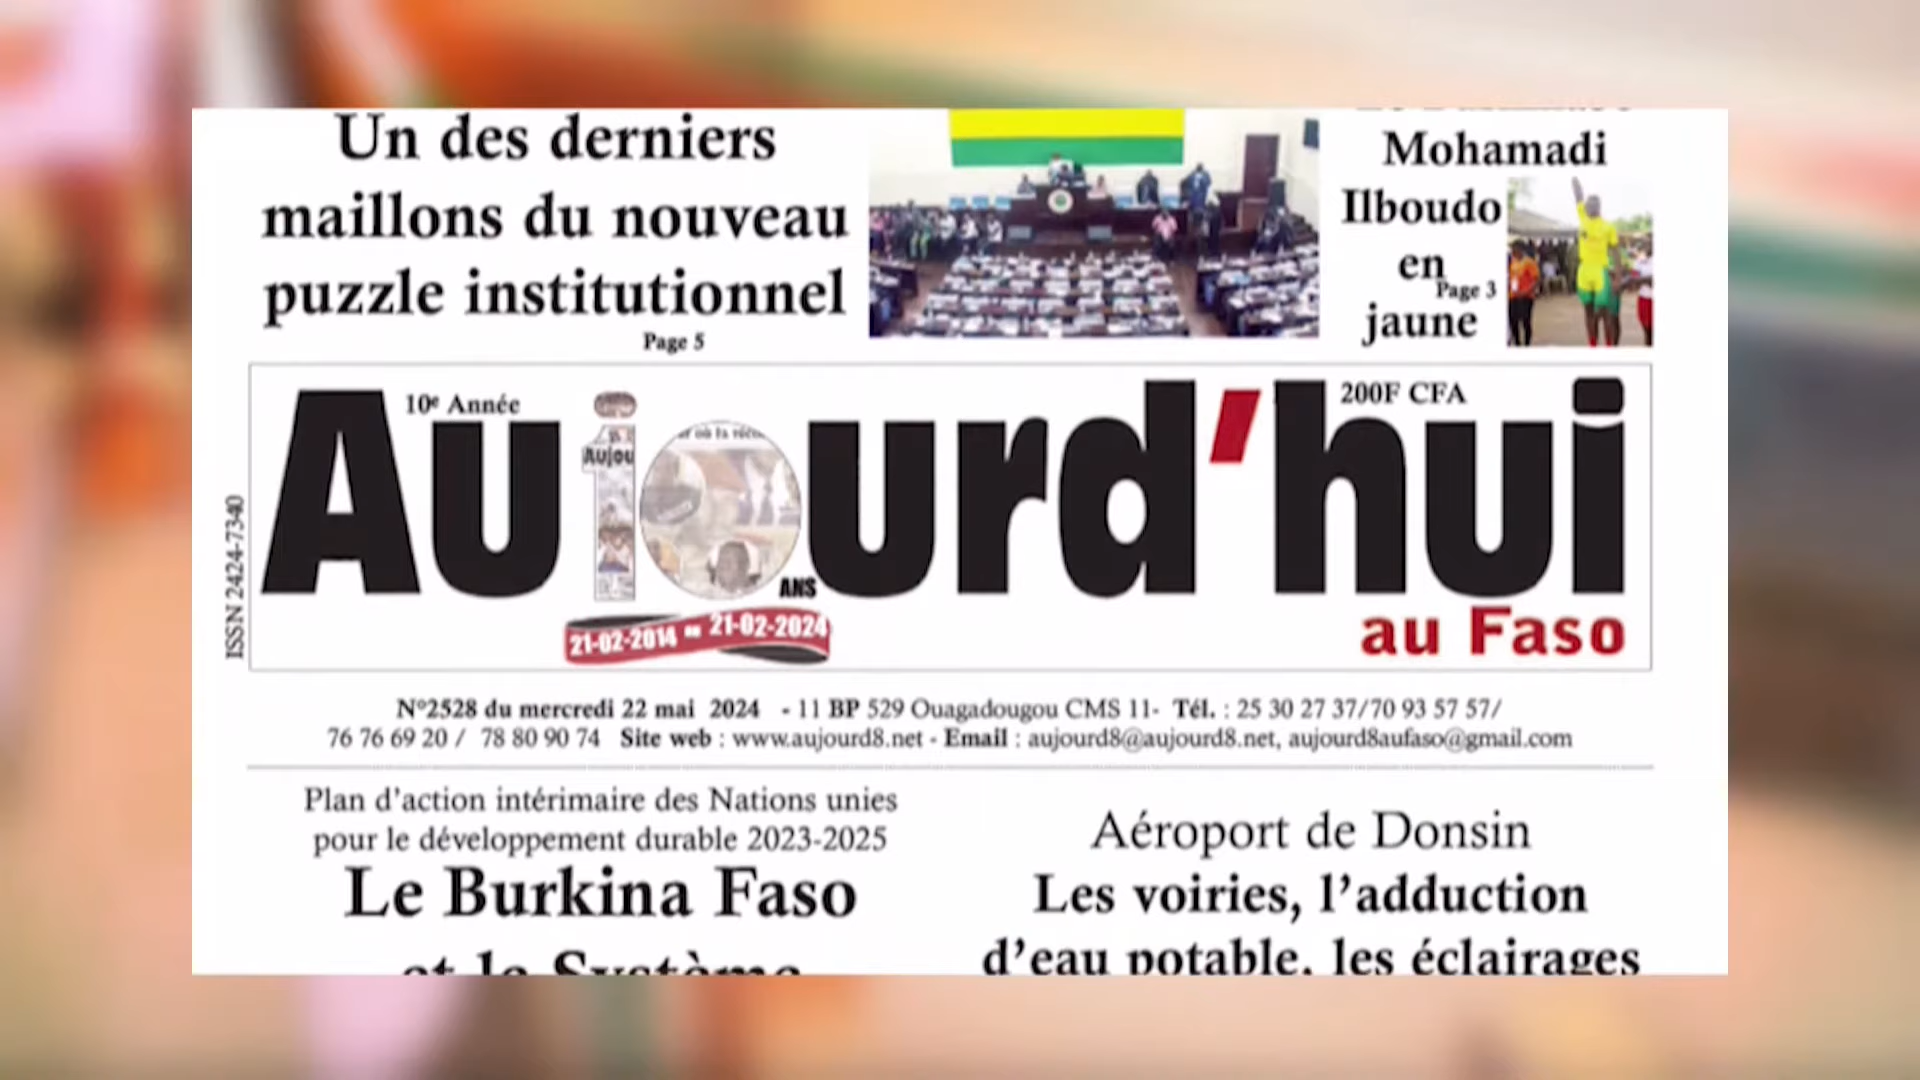 Un des derniers
maillons du nouveau
puzzle institutionnel
Page 5
Mohamadi
Ilboudo
en
Page 3
jaune
10e Année
200F CFA
Aujourd'hui
Aujou
ANS
21-02-2014 - 21-02-2024
au Faso
ISSN 2424-7340
N°2528 du mercredi 22 mai 2024 - 11 BP 529 Ouagadougou CMS 11- Tél. : 25 30 27 37/70 93 57 57/
76 76 69 20 / 78 80 90 74 Site web : www.aujourd8.net - Email : aujourd8@aujourd8.net, aujourd8aufaso@gmail.com
Plan d'action intérimaire des Nations unies
pour le développement durable 2023-2025
Le Burkina Faso
et le Système
Aéroport de Donsin
Les voiries, l'adduction
d'eau potable, les éclairages